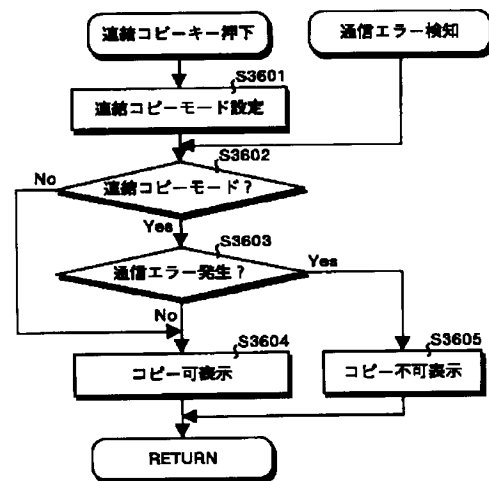 連結コピーキー押下
通信エラー検知
S3601
連結コピーモード設定
S3602
No
連結コピーモード?
Yes
S3603
通信エラー発生?
Yes
No
S3604
S3605
コピー可表示
コピー不可表示
RETURN